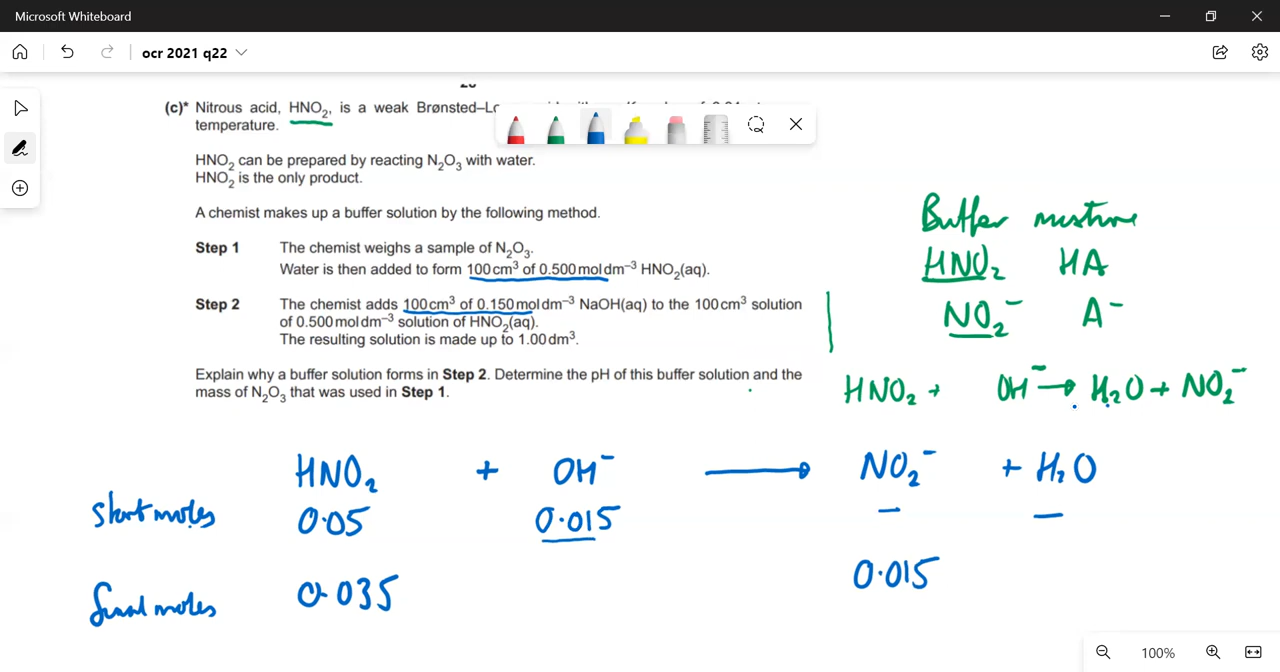 Microsoft Whiteboard
ocr 2021 q22
(c)* Nitrous acid, HNO₂, is a weak Brønsted–Lo
temperature.
HNO₂ can be prepared by reacting N₂O₃ with water.
HNO₂ is the only product.
A chemist makes up a buffer solution by the following method.
Step 1 The chemist weighs a sample of N₂O₃.
Water is then added to form 100 cm³ of 0.500 mol dm⁻³ HNO₂(aq).
Step 2 The chemist adds 100 cm³ of 0.150 mol dm⁻³ NaOH(aq) to the 100 cm³ solution
of 0.500 mol dm⁻³ solution of HNO₂(aq).
The resulting solution is made up to 1.00 dm³.
Explain why a buffer solution forms in Step 2. Determine the pH of this buffer solution and the
mass of N₂O₃ that was used in Step 1.
Buffer mixture
HNO₂ HA
NO₂⁻ A⁻
HNO₂ + OH⁻ → H₂O + NO₂⁻
HNO₂ + OH⁻ → NO₂⁻ + H₂O
Start moles 0.05 0.015 – –
final moles 0.035 0.015
100%